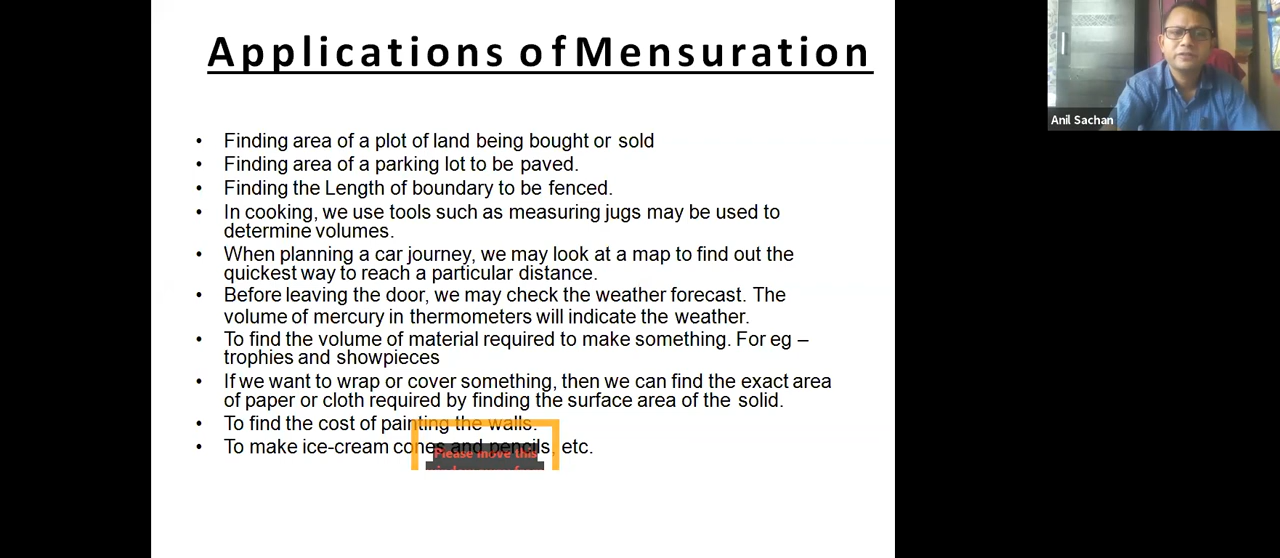 Applications of Mensuration
• Finding area of a plot of land being bought or sold
• Finding area of a parking lot to be paved.
• Finding the Length of boundary to be fenced.
• In cooking, we use tools such as measuring jugs may be used to
determine volumes.
• When planning a car journey, we may look at a map to find out the
quickest way to reach a particular distance.
• Before leaving the door, we may check the weather forecast. The
volume of mercury in thermometers will indicate the weather.
• To find the volume of material required to make something. For eg –
trophies and showpieces
• If we want to wrap or cover something, then we can find the exact area
of paper or cloth required by finding the surface area of the solid.
• To find the cost of painting the walls.
• To make ice-cream cones and pencils, etc.
Please move this
Anil Sachan